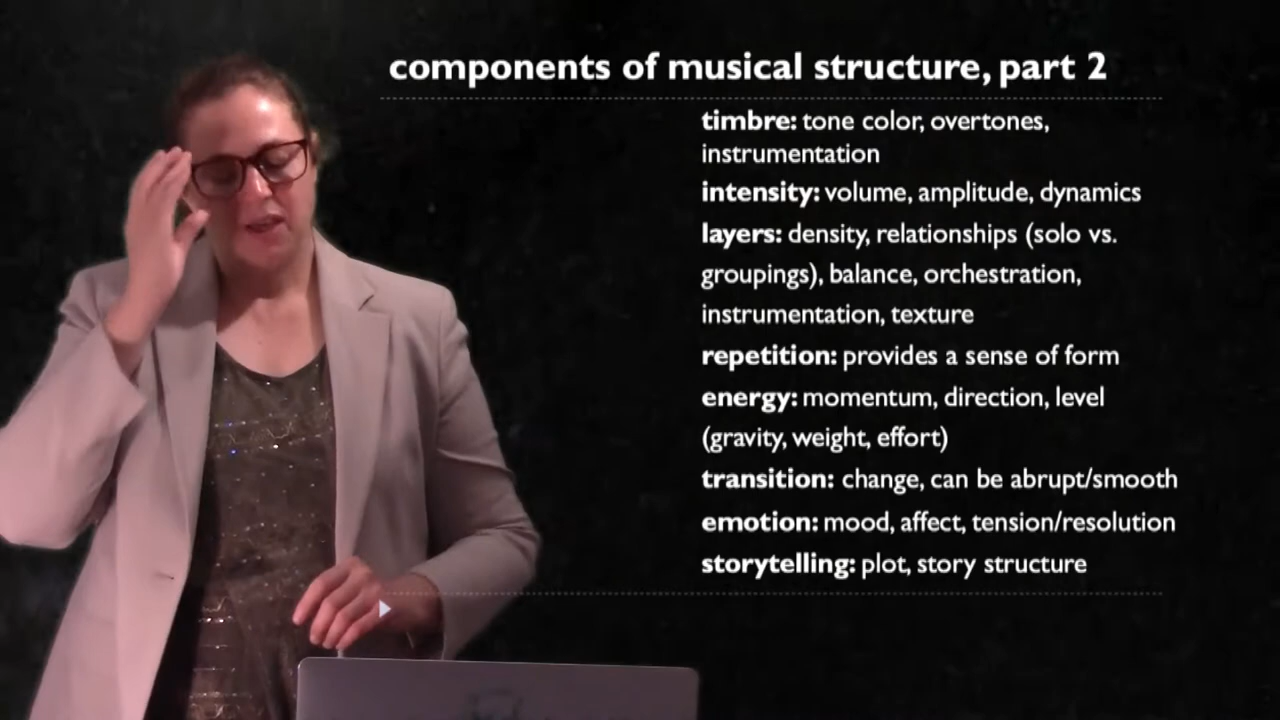 components of musical structure, part 2
timbre: tone color, overtones,
instrumentation
intensity: volume, amplitude, dynamics
layers: density, relationships (solo vs.
groupings), balance, orchestration,
instrumentation, texture
repetition: provides a sense of form
energy: momentum, direction, level
(gravity, weight, effort)
transition: change, can be abrupt/smooth
emotion: mood, affect, tension/resolution
storytelling: plot, story structure